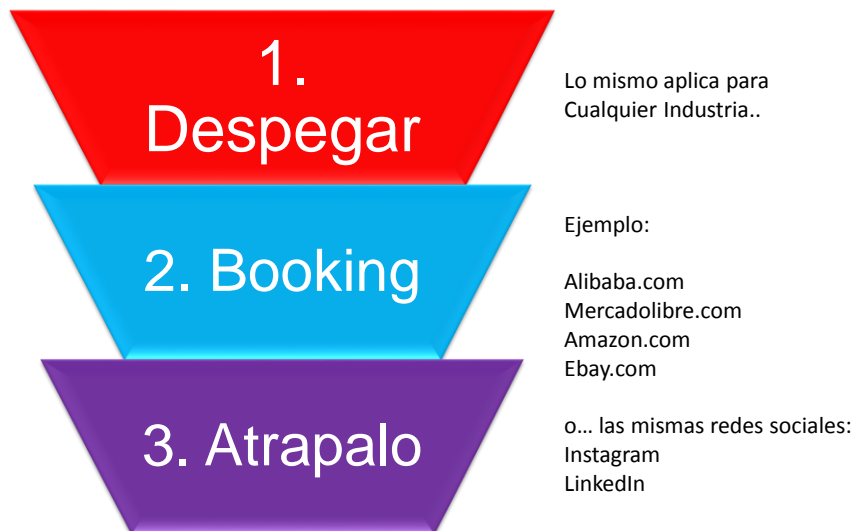 1.
Despegar
2. Booking
3. Atrapalo
Lo mismo aplica para
Cualquier Industria..
Ejemplo:
Alibaba.com
Mercadolibre.com
Amazon.com
Ebay.com
o... las mismas redes sociales:
Instagram
LinkedIn